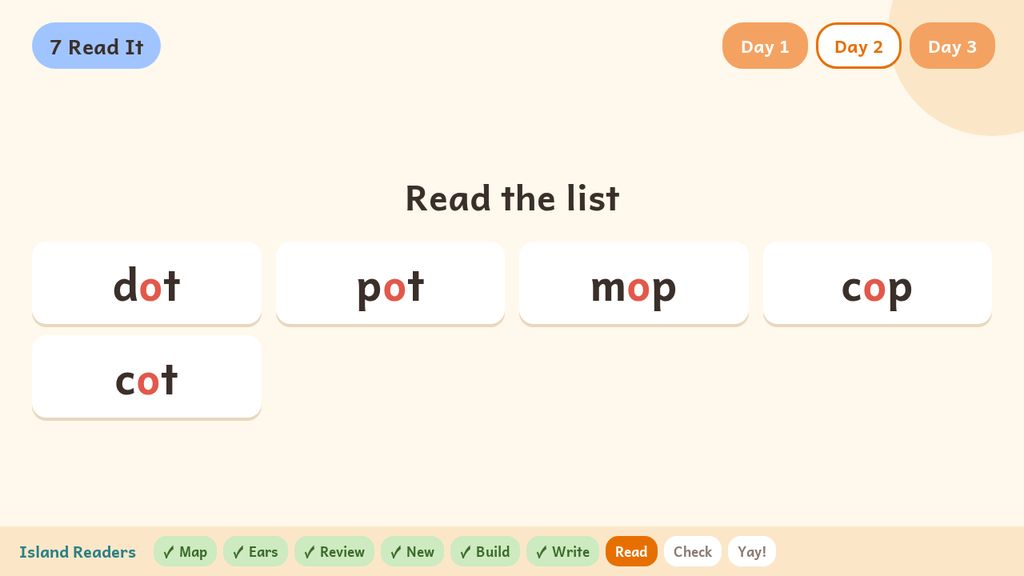 7 Read It
Day 1 Day 2 Day 3
Read the list
dot pot mop cop
cot
Island Readers ✓ Map ✓ Ears ✓ Review ✓ New ✓ Build ✓ Write Read Check Yay!